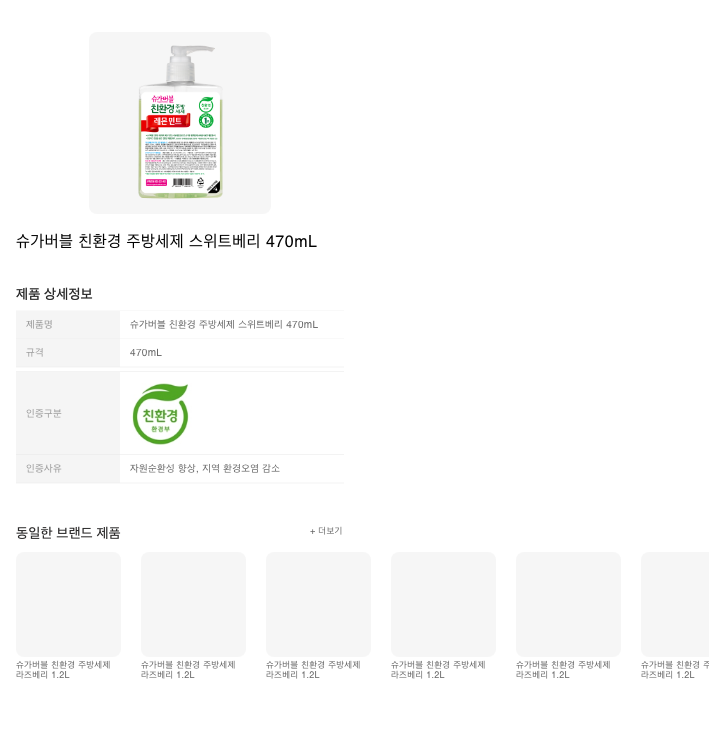 슈가버블
친환경 주방
세제
레몬 민트
슈가버블 친환경 주방세제 스위트베리 470mL
제품 상세정보
제품명 슈가버블 친환경 주방세제 스위트베리 470mL
규격 470mL
인증구분 친환경
환경부
인증사유 자원순환성 향상, 지역 환경오염 감소
동일한 브랜드 제품 + 더보기
슈가버블 친환경 주방세제 슈가버블 친환경 주방세제 슈가버블 친환경 주방세제 슈가버블 친환경 주방세제 슈가버블 친환경 주방세제 슈가버블 친환경 주
라즈베리 1.2L 라즈베리 1.2L 라즈베리 1.2L 라즈베리 1.2L 라즈베리 1.2L 라즈베리 1.2L